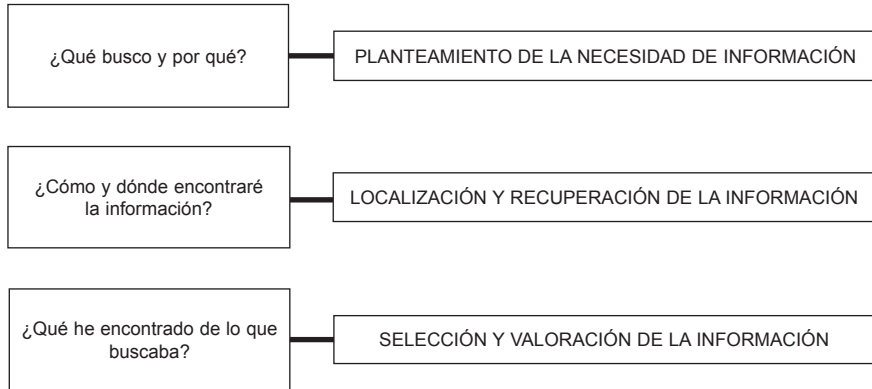 ¿Qué busco y por qué?
PLANTEAMIENTO DE LA NECESIDAD DE INFORMACIÓN
¿Cómo y dónde encontraré
la información?
LOCALIZACIÓN Y RECUPERACIÓN DE LA INFORMACIÓN
¿Qué he encontrado de lo que
buscaba?
SELECCIÓN Y VALORACIÓN DE LA INFORMACIÓN